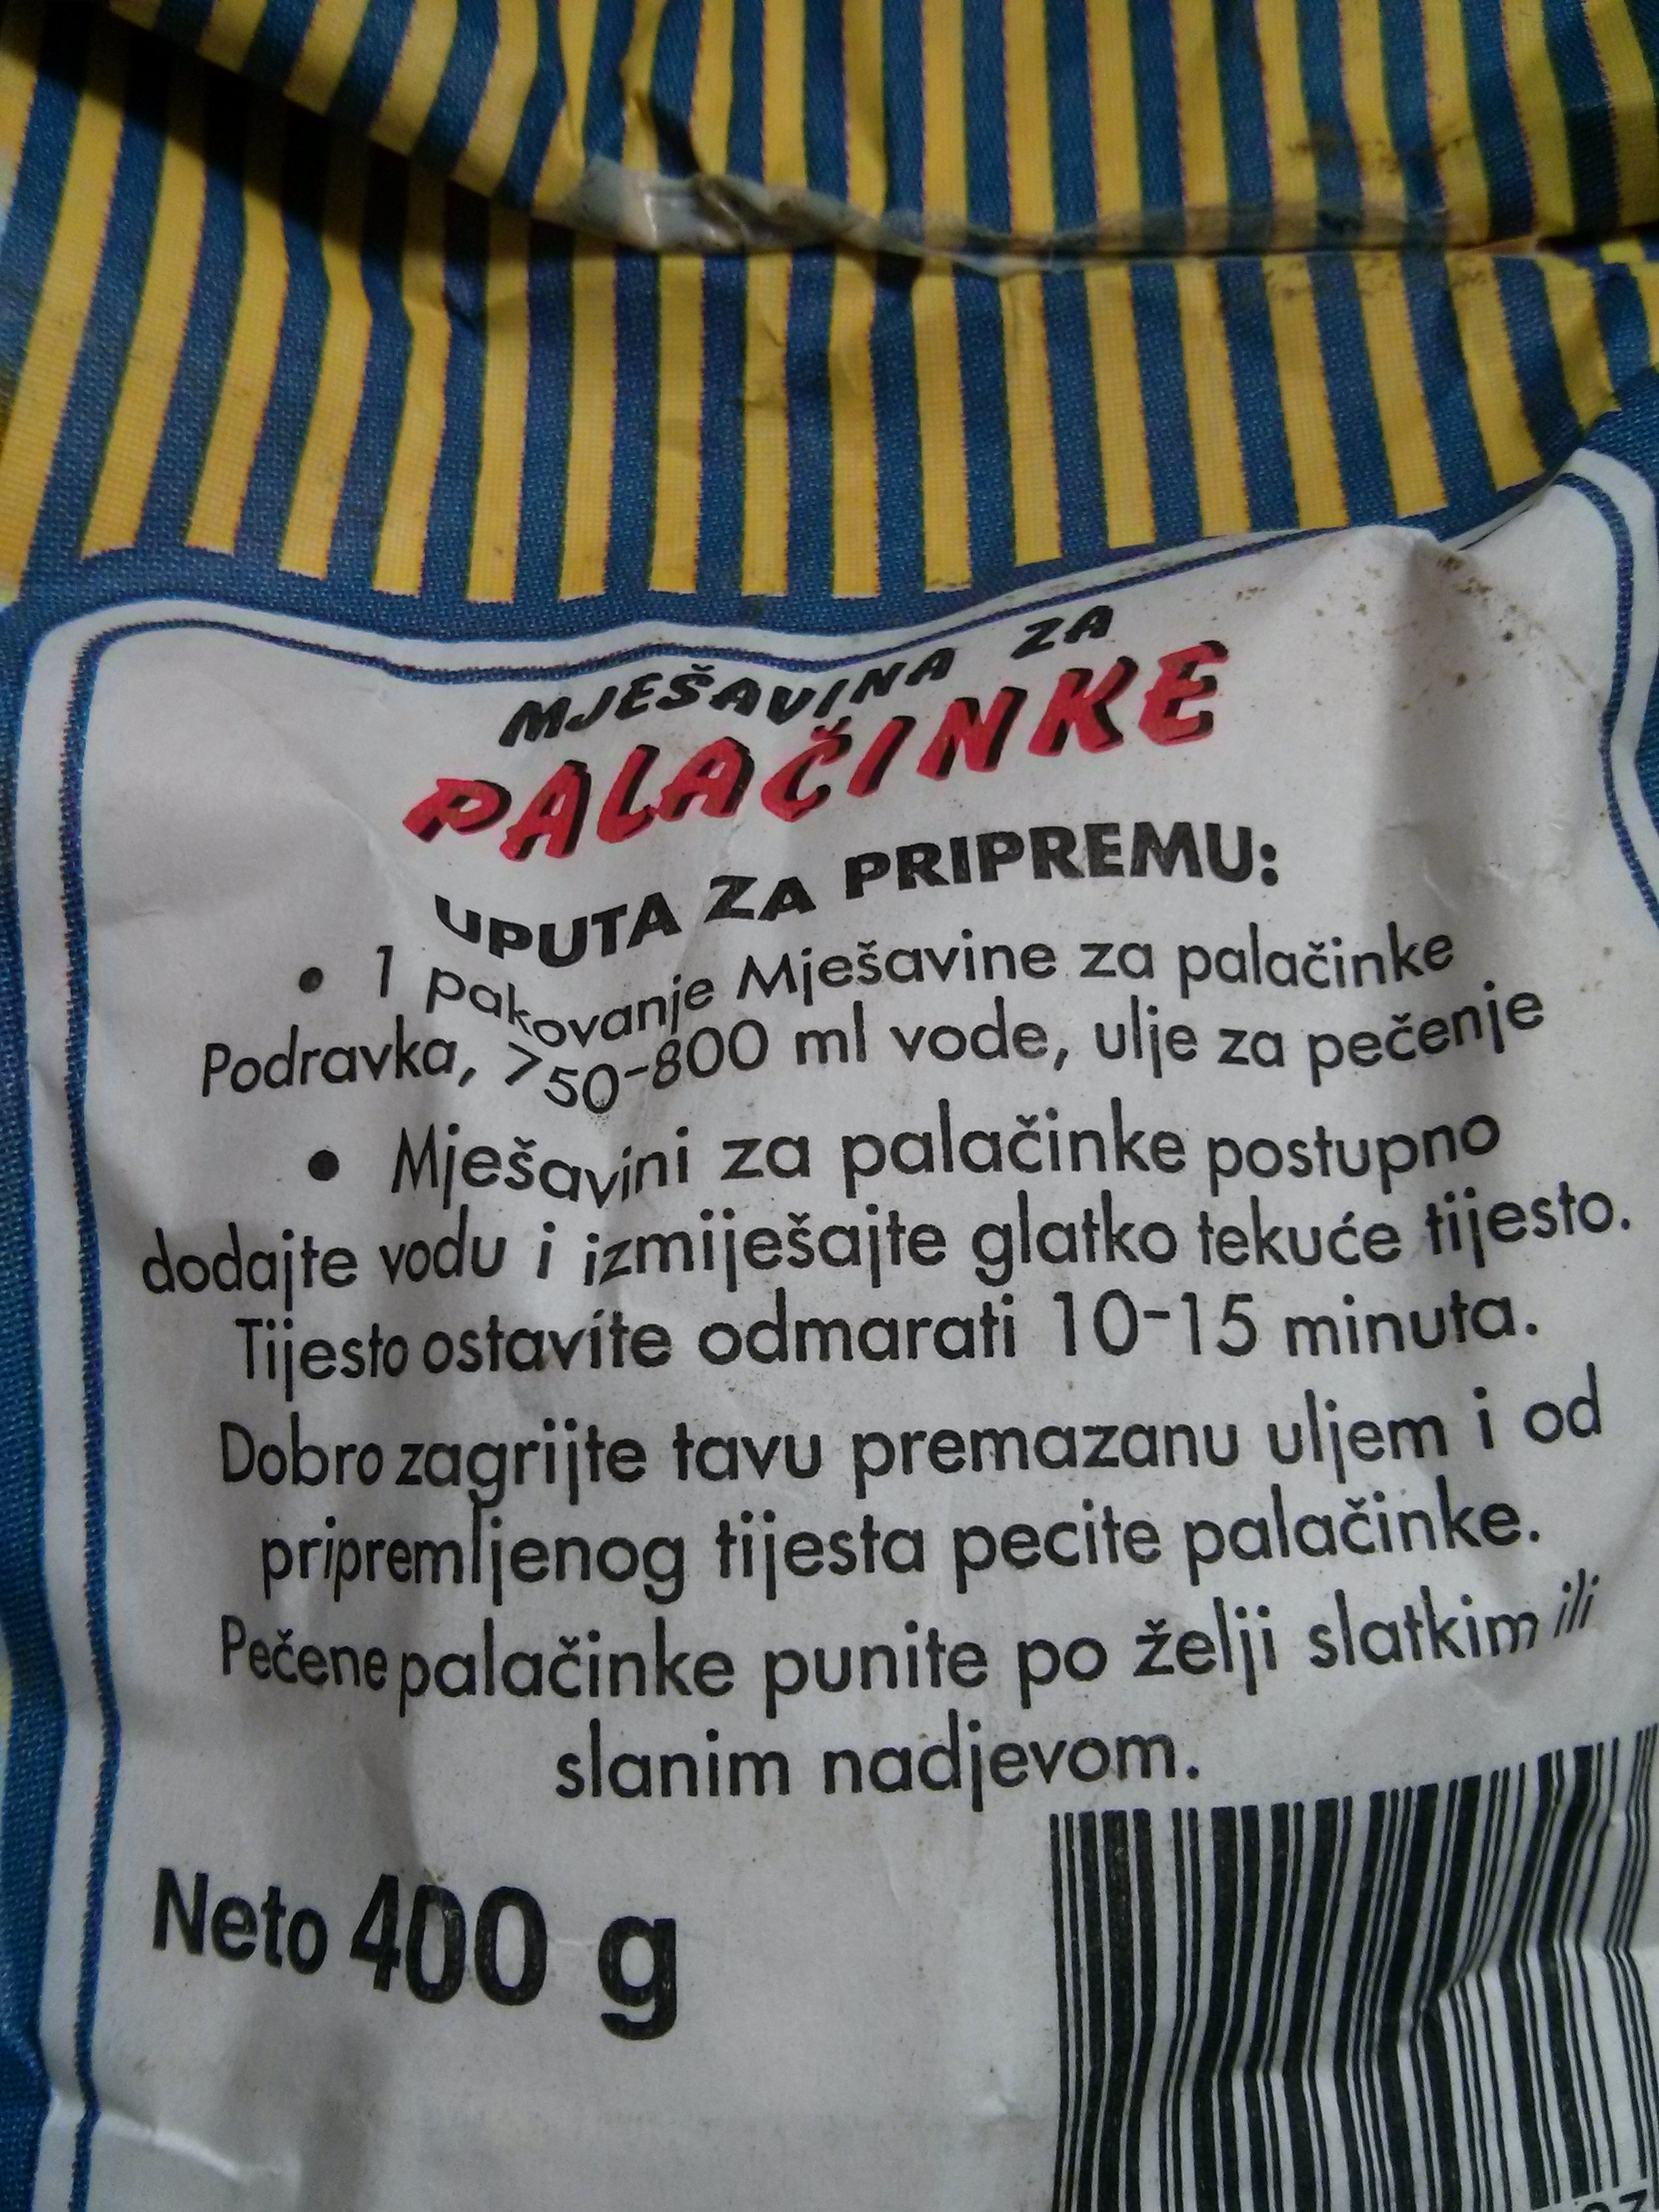 MJEŠAVINA ZA
PALAČINKE
UPUTA ZA PRIPREMU:
• 1 pakovanje Mješavine za palačinke
Podravka, 750-800 ml vode, ulje za pečenje
• Mješavini za palačinke postupno
dodajte vodu i izmiješajte glatko tekuće tijesto.
Tijesto ostavite odmarati 10-15 minuta.
Dobro zagrijte tavu premazanu uljem i od
pripremljenog tijesta pecite palačinke.
Pečene palačinke punite po želji slatkim ili
slanim nadjevom.
Neto 400 g